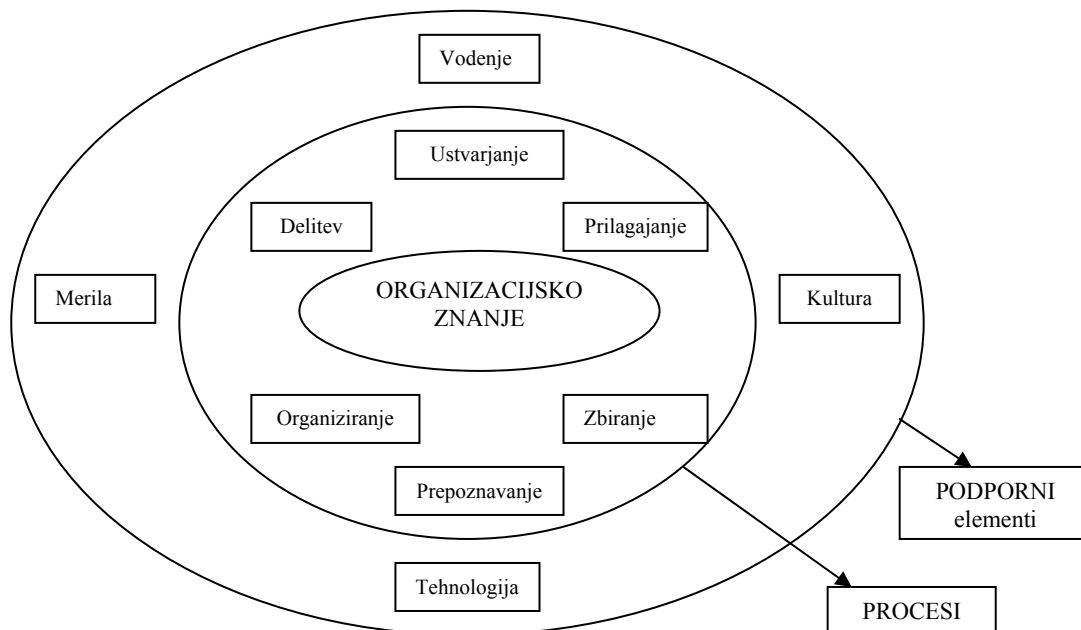 Vodenje
Ustvarjanje
Delitev
Prilagajanje
Merila
ORGANIZACIJSKO
ZNANJE
Kultura
Organiziranje
Zbiranje
Prepoznavanje
PODPORNI
elementi
Tehnologija
PROCESI